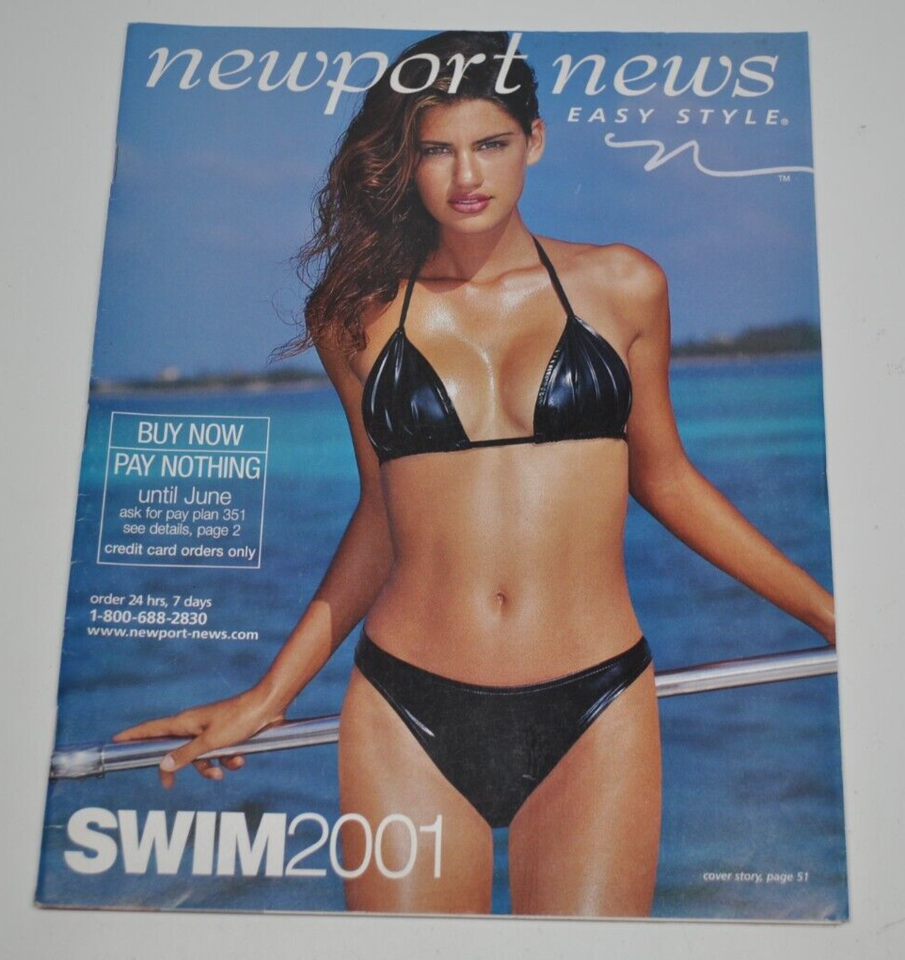 newport news
EASY STYLE®
n
TM
BUY NOW
PAY NOTHING
until June
ask for pay plan 351
see details, page 2
credit card orders only
order 24 hrs, 7 days
1-800-688-2830
www.newport-news.com
SWIM2001
cover story, page 51